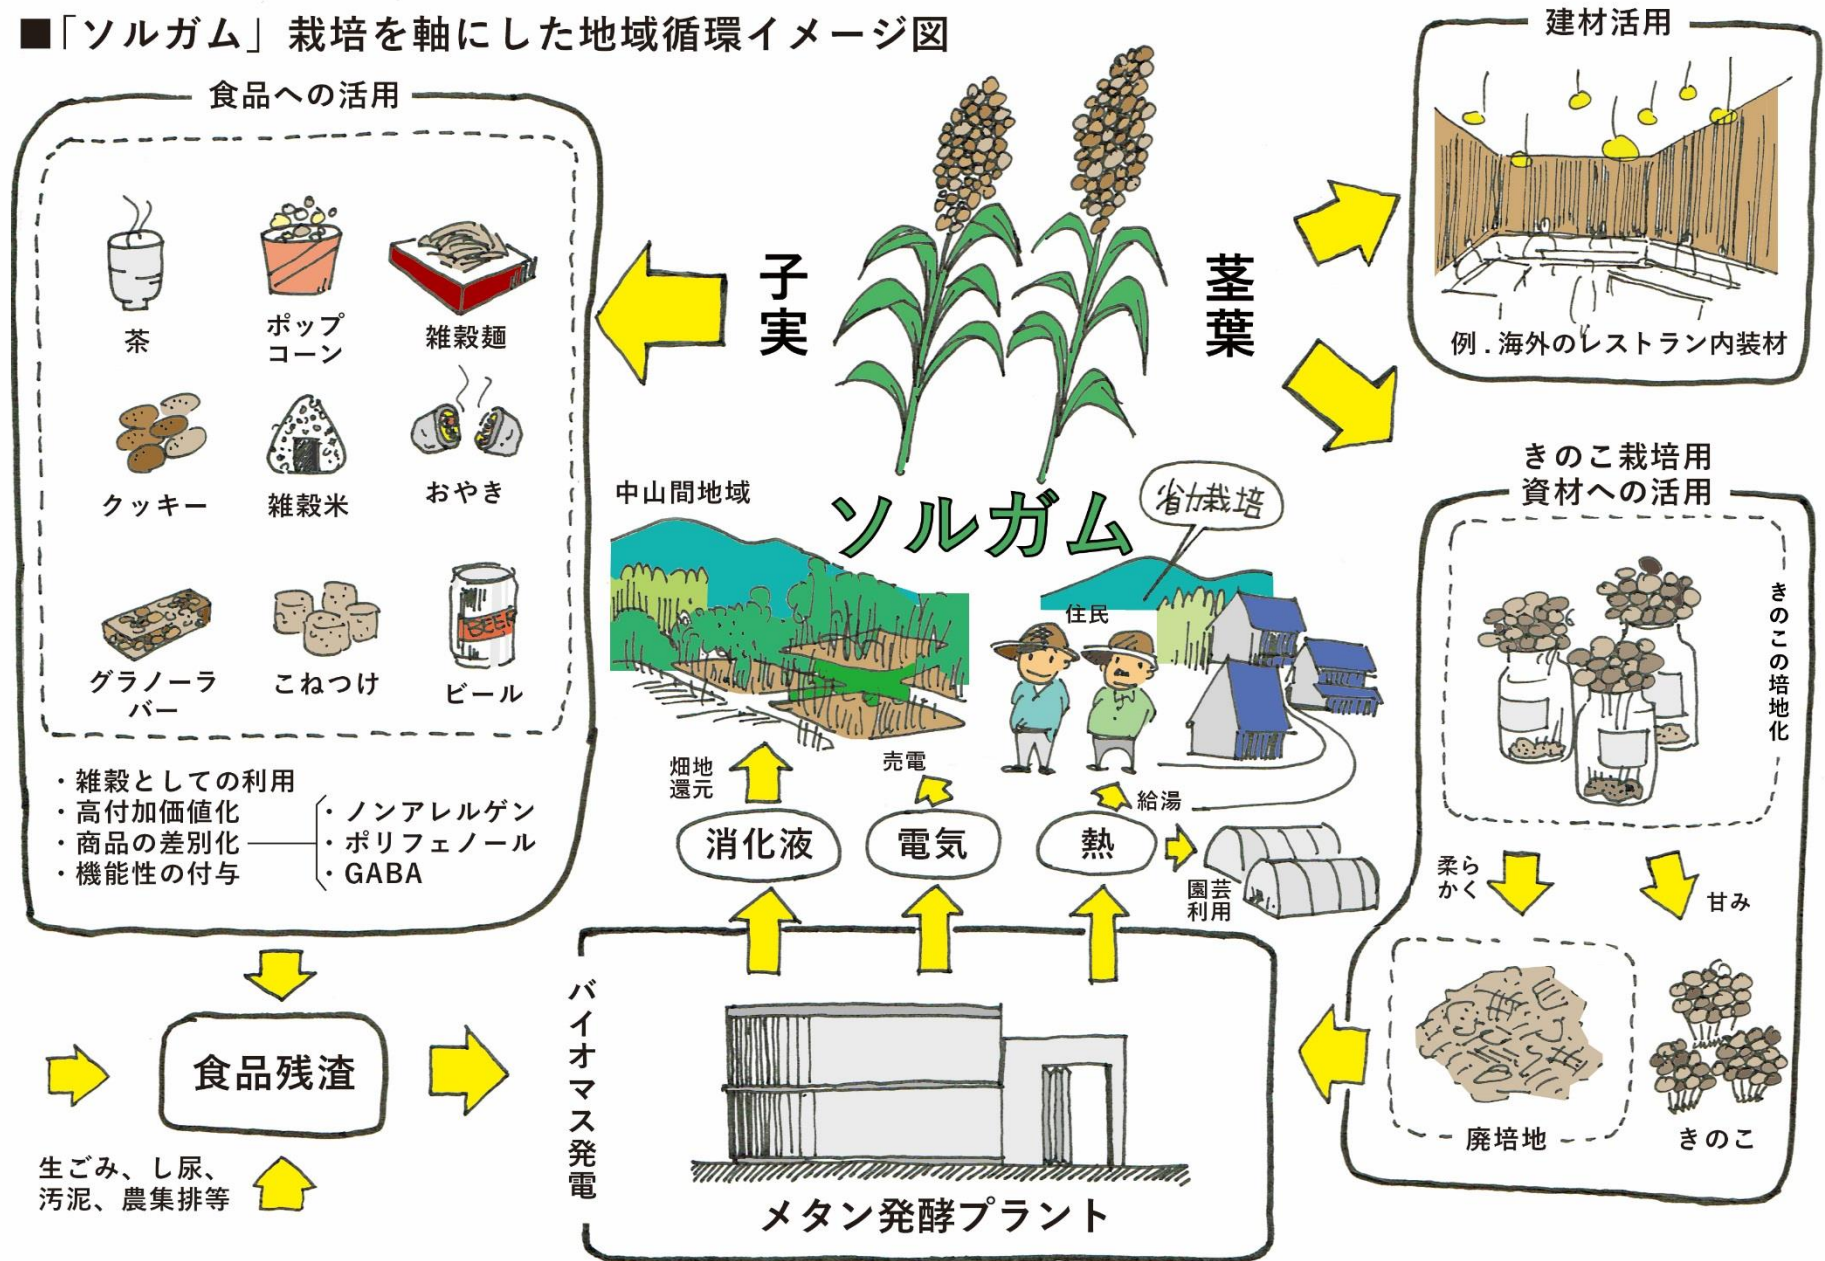 ■「ソルガム」栽培を軸にした地域循環イメージ図
食品への活用
茶
ポップ
コーン
雑穀麺
クッキー
雑穀米
おやき
グラノーラ
バー
こねつけ
BEER
ビール
・雑穀としての利用
・高付加価値化
・商品の差別化
・機能性の付与
・ノンアレルゲン
・ポリフェノール
・GABA
子実
茎葉
ソルガム
中山間地域
省力栽培
住民
畑地
還元
売電
給湯
消化液
電気
熱
園芸
利用
建材活用
例.海外のレストラン内装材
きのこ栽培用
資材への活用
きのこの培地化
柔ら
かく
甘み
廃培地
きのこ
食品残渣
生ごみ、し尿、
汚泥、農集排等
バイオマス発電
メタン発酵プラント